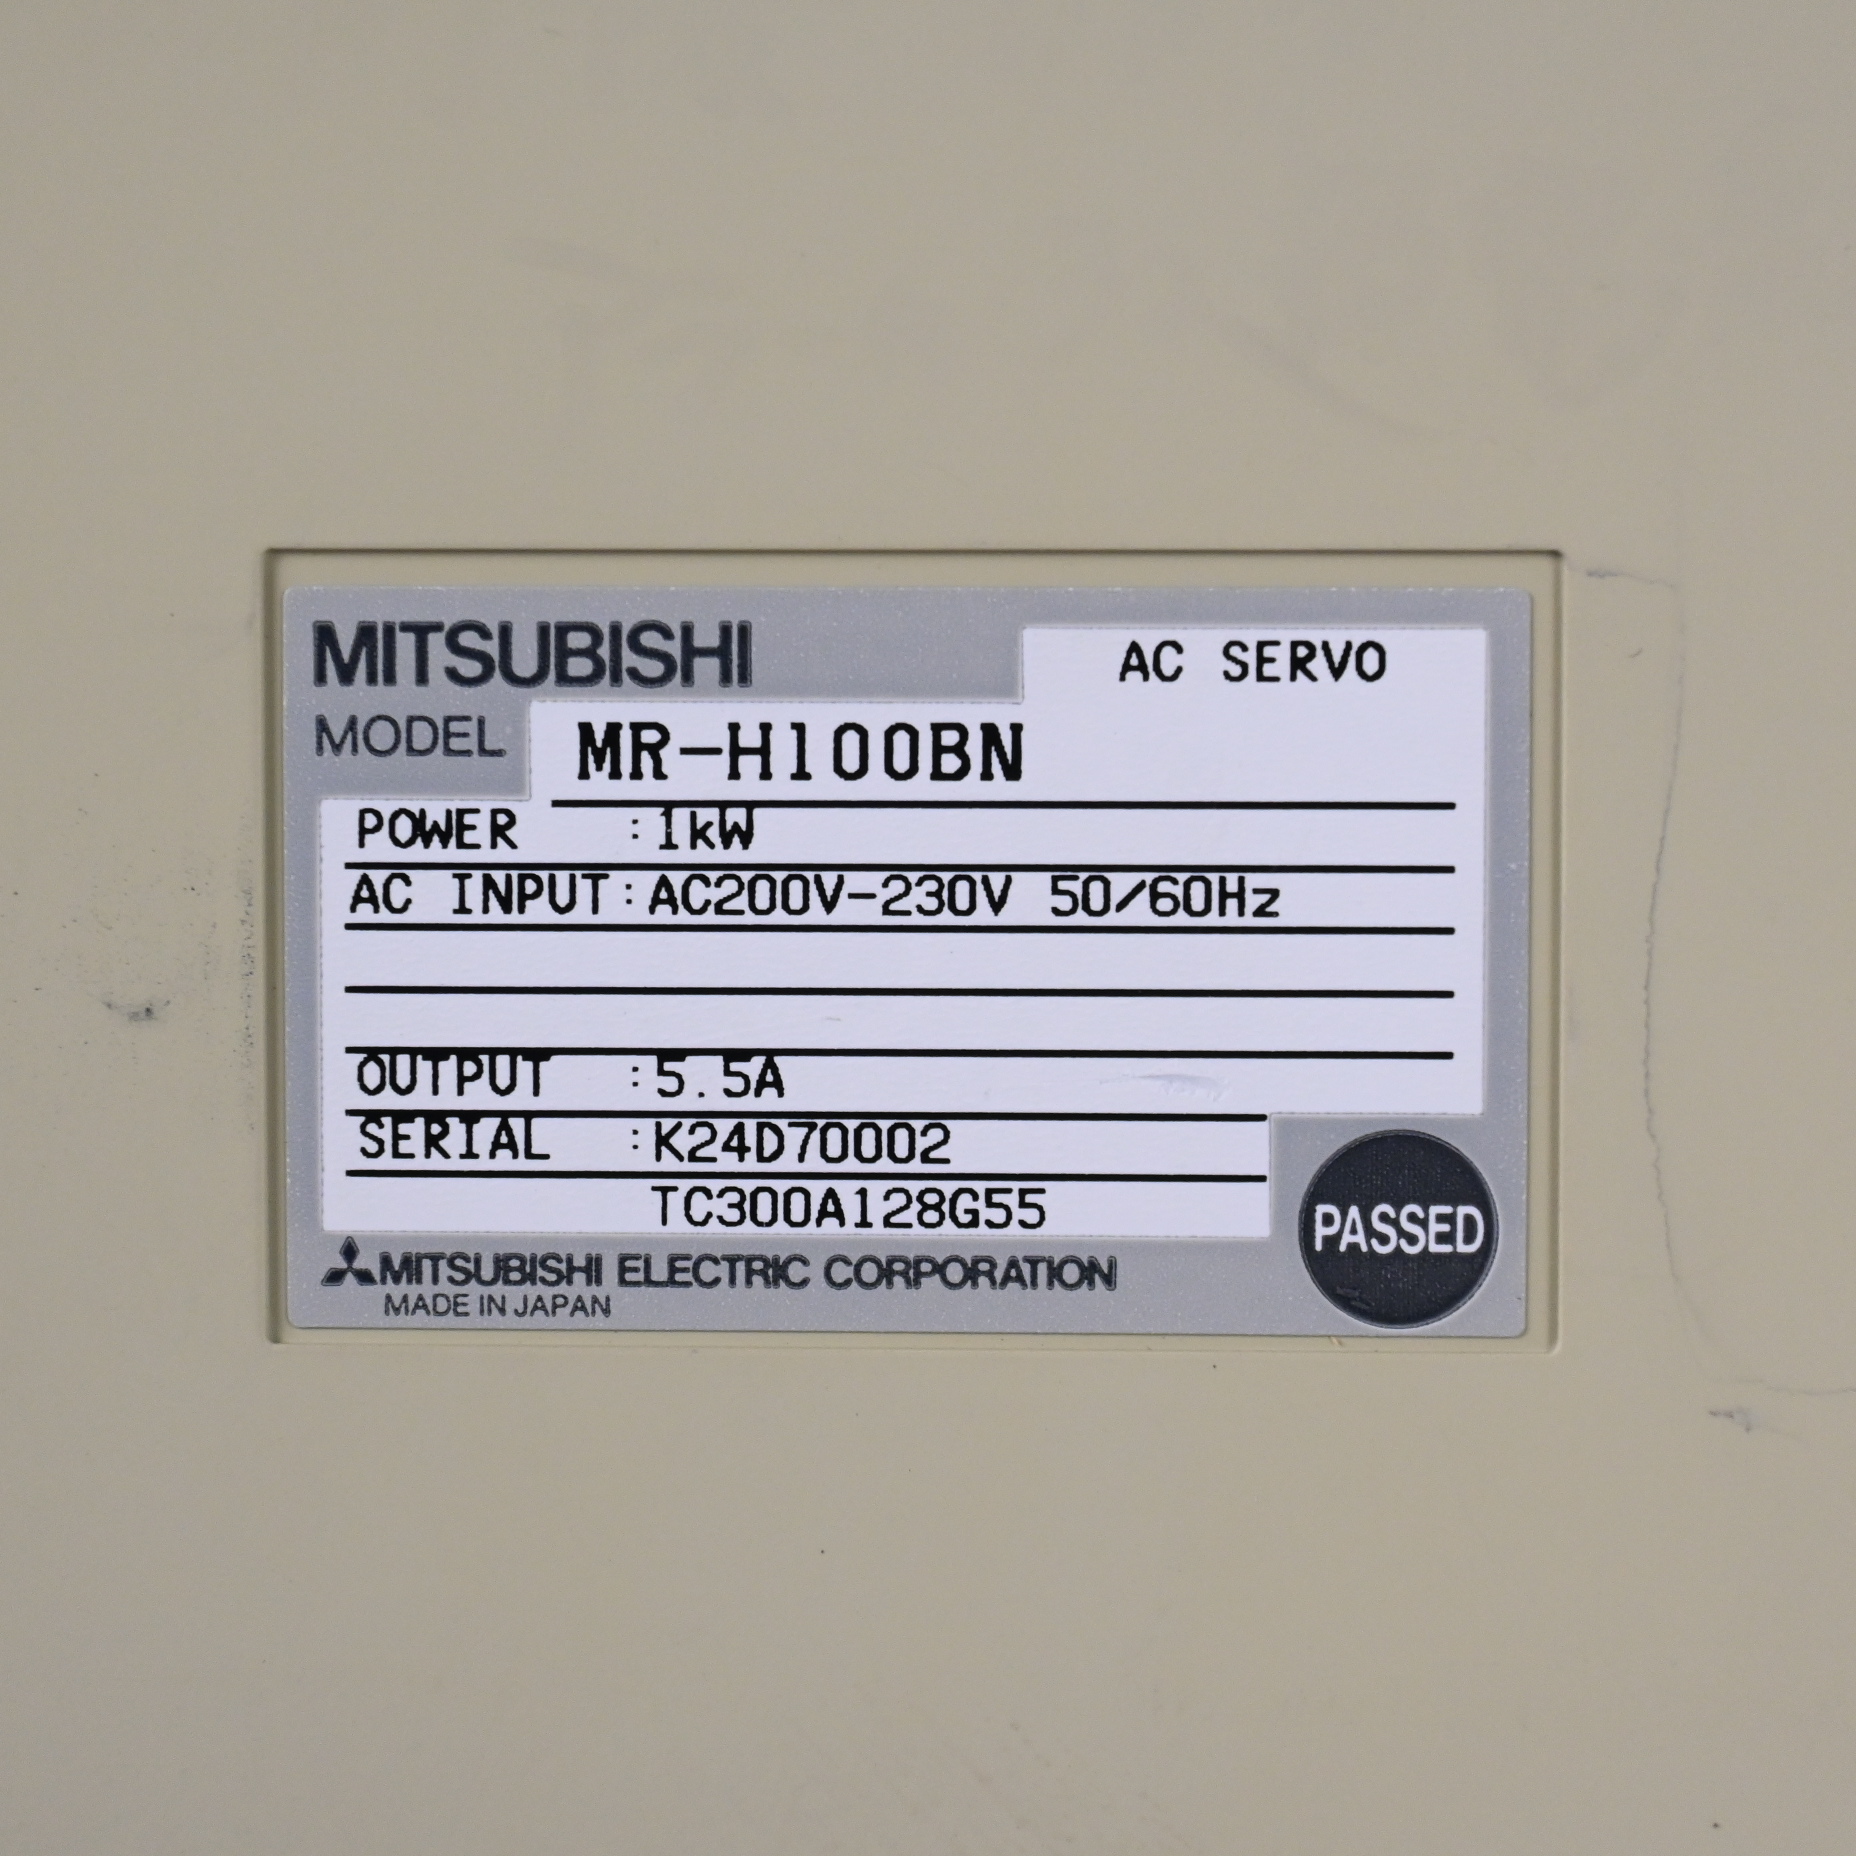 MITSUBISHI
AC SERVO
MODEL MR-H100BN
POWER :1kW
AC INPUT:AC200V-230V 50/60Hz
OUTPUT :5.5A
SERIAL :K24D70002
TC300A128G55
PASSED
MITSUBISHI ELECTRIC CORPORATION
MADE IN JAPAN